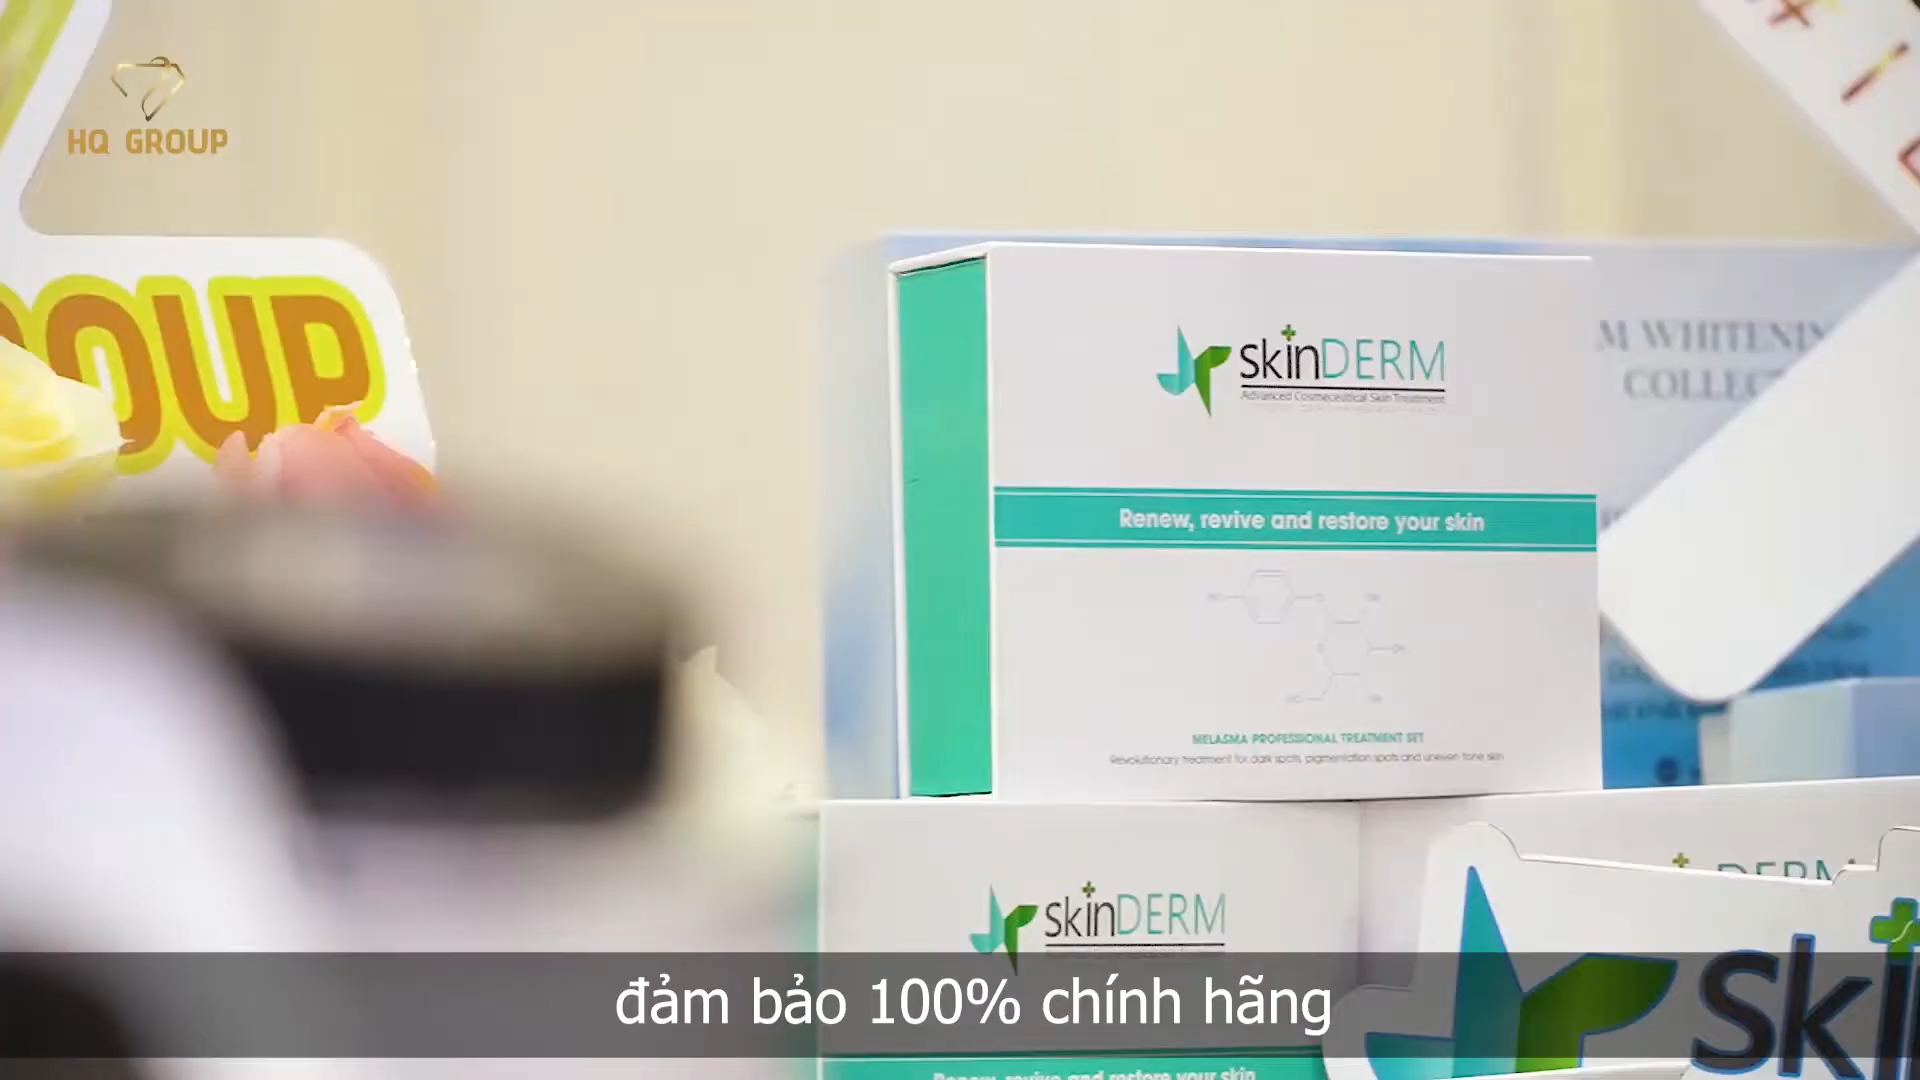 HQ GROUP
OUP
skinDERM
Advanced Cosmeceutical Skin Treatment
M WHITENIN
COLLEC
Renew, revive and restore your skin
MELASMA PROFESSIONAL TREATMENT SET
Revolutionary treatment for dark spots, pigmentation spots and uneven tone skin
skinDERM
DERM
Ski
đảm bảo 100% chính hãng
Renew, revive and restore your skin